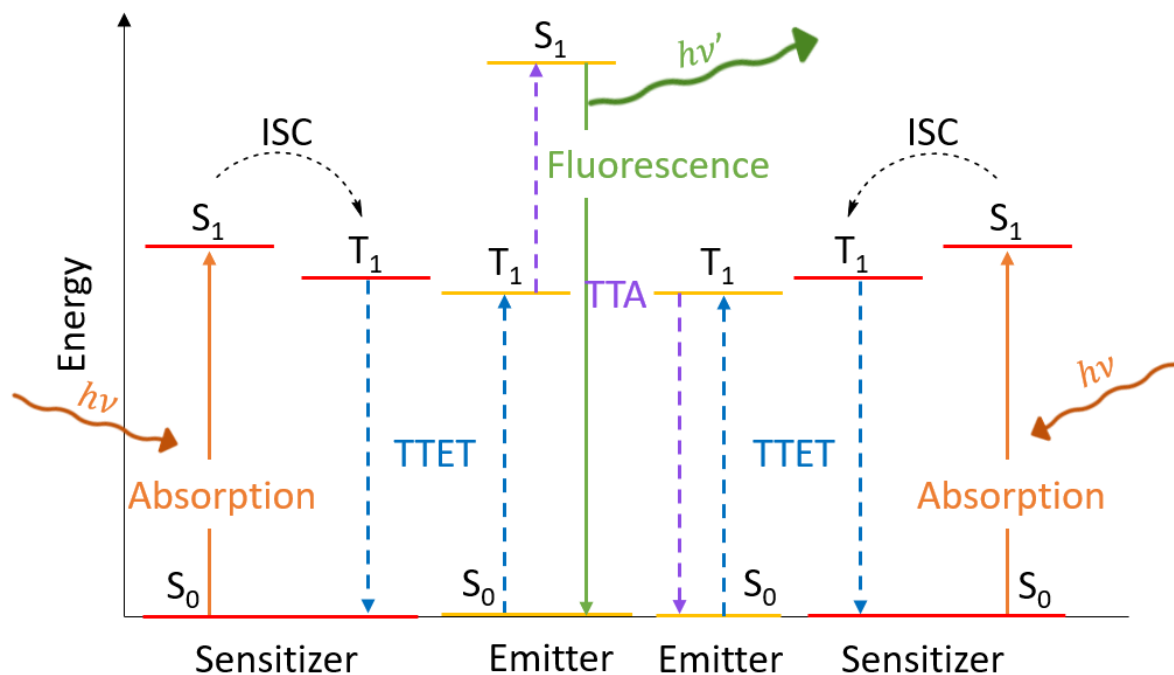 S₁
hν'
ISC
ISC
Fluorescence
S₁
S₁
T₁
T₁
T₁
T₁
TTA
Energy
hν
hν
TTET
TTET
Absorption
Absorption
S₀
S₀
S₀
S₀
Sensitizer
Emitter
Emitter
Sensitizer